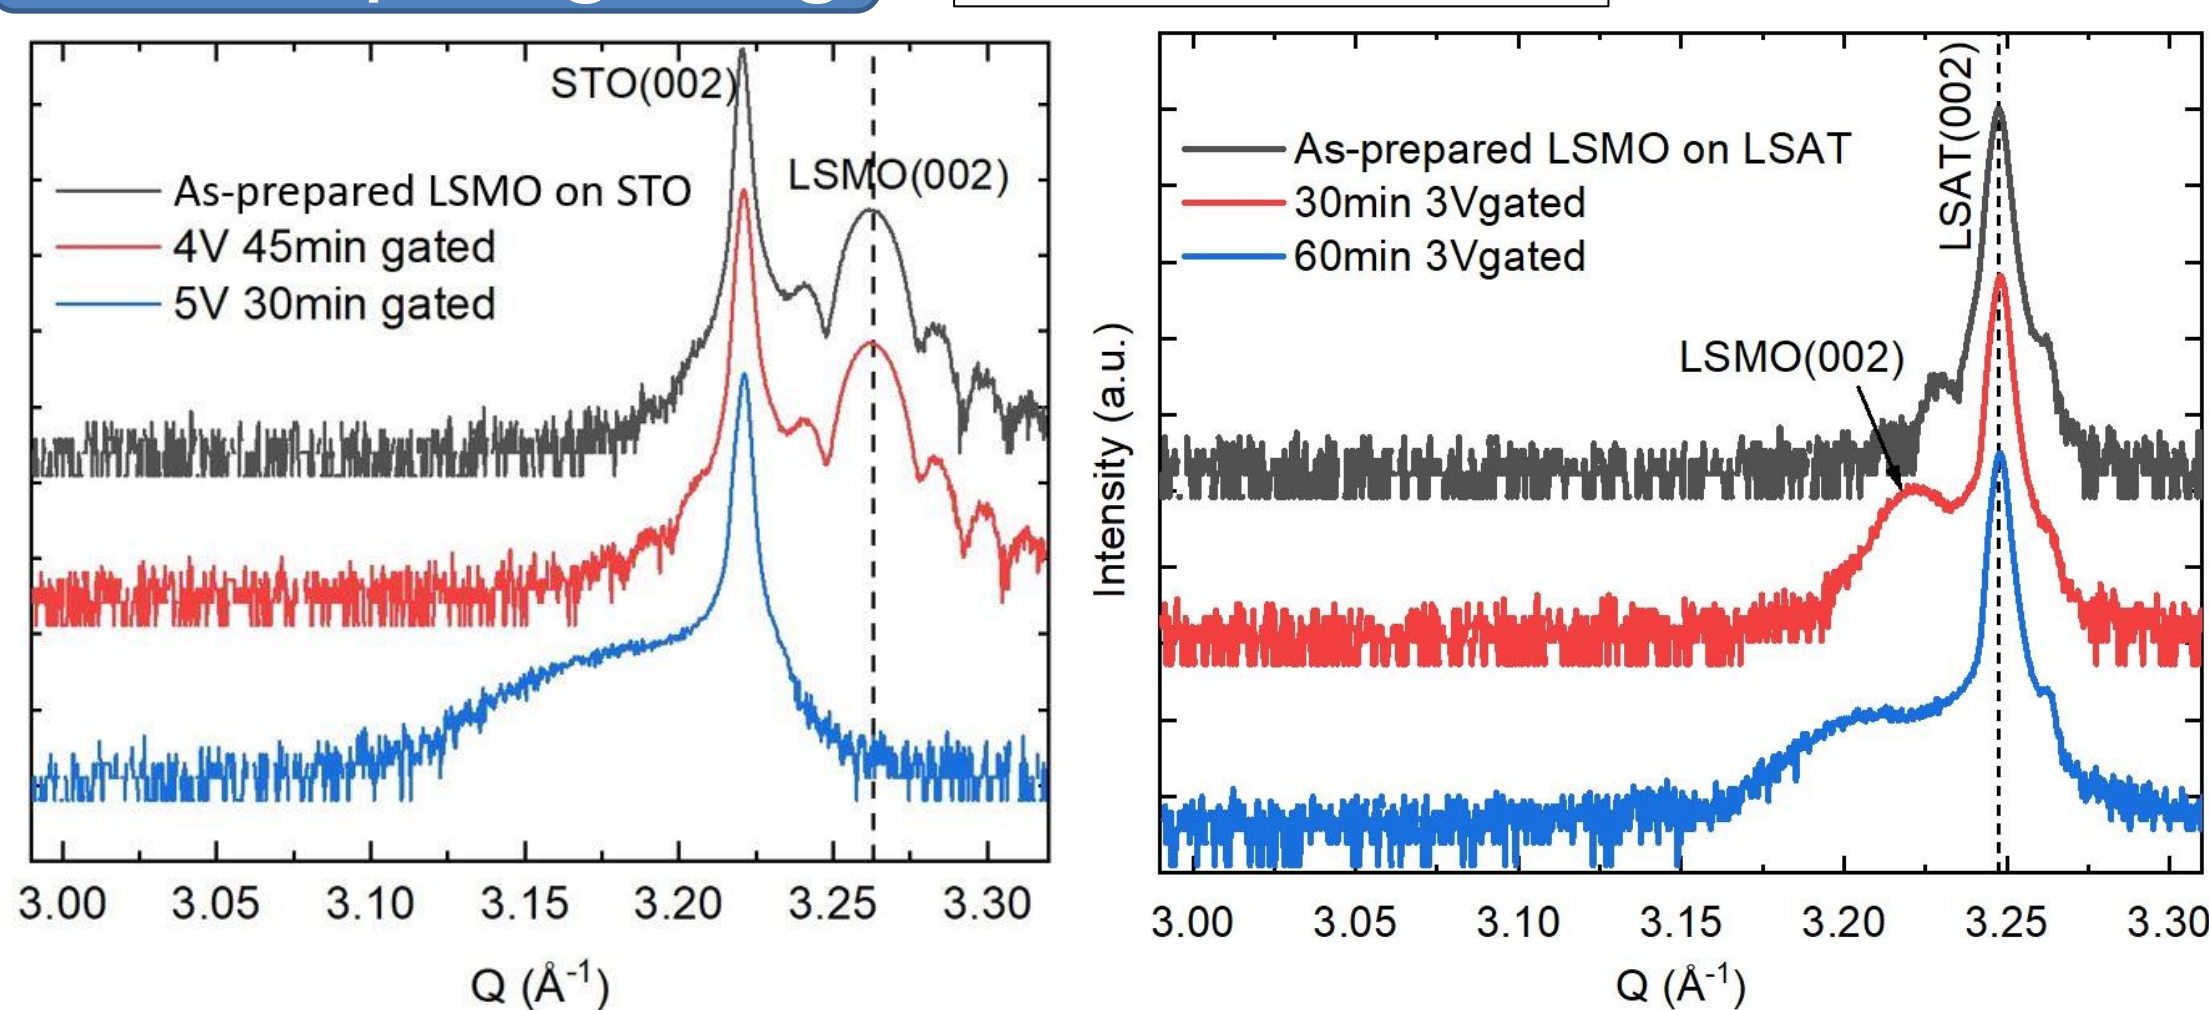 STO(002)
LSMO(002)
As-prepared LSMO on STO
4V 45min gated
5V 30min gated
3.00 3.05 3.10 3.15 3.20 3.25 3.30
Q (Å⁻¹)
LSAT(002)
As-prepared LSMO on LSAT
30min 3Vgated
60min 3Vgated
LSMO(002)
Intensity (a.u.)
3.00 3.05 3.10 3.15 3.20 3.25 3.30
Q (Å⁻¹)